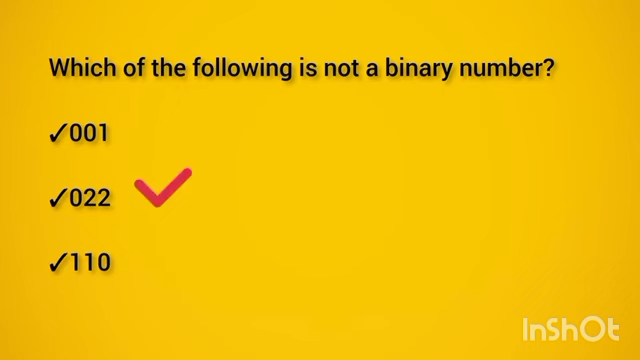 Which of the following is not a binary number?
✓001
✓022
✓110
InShOt